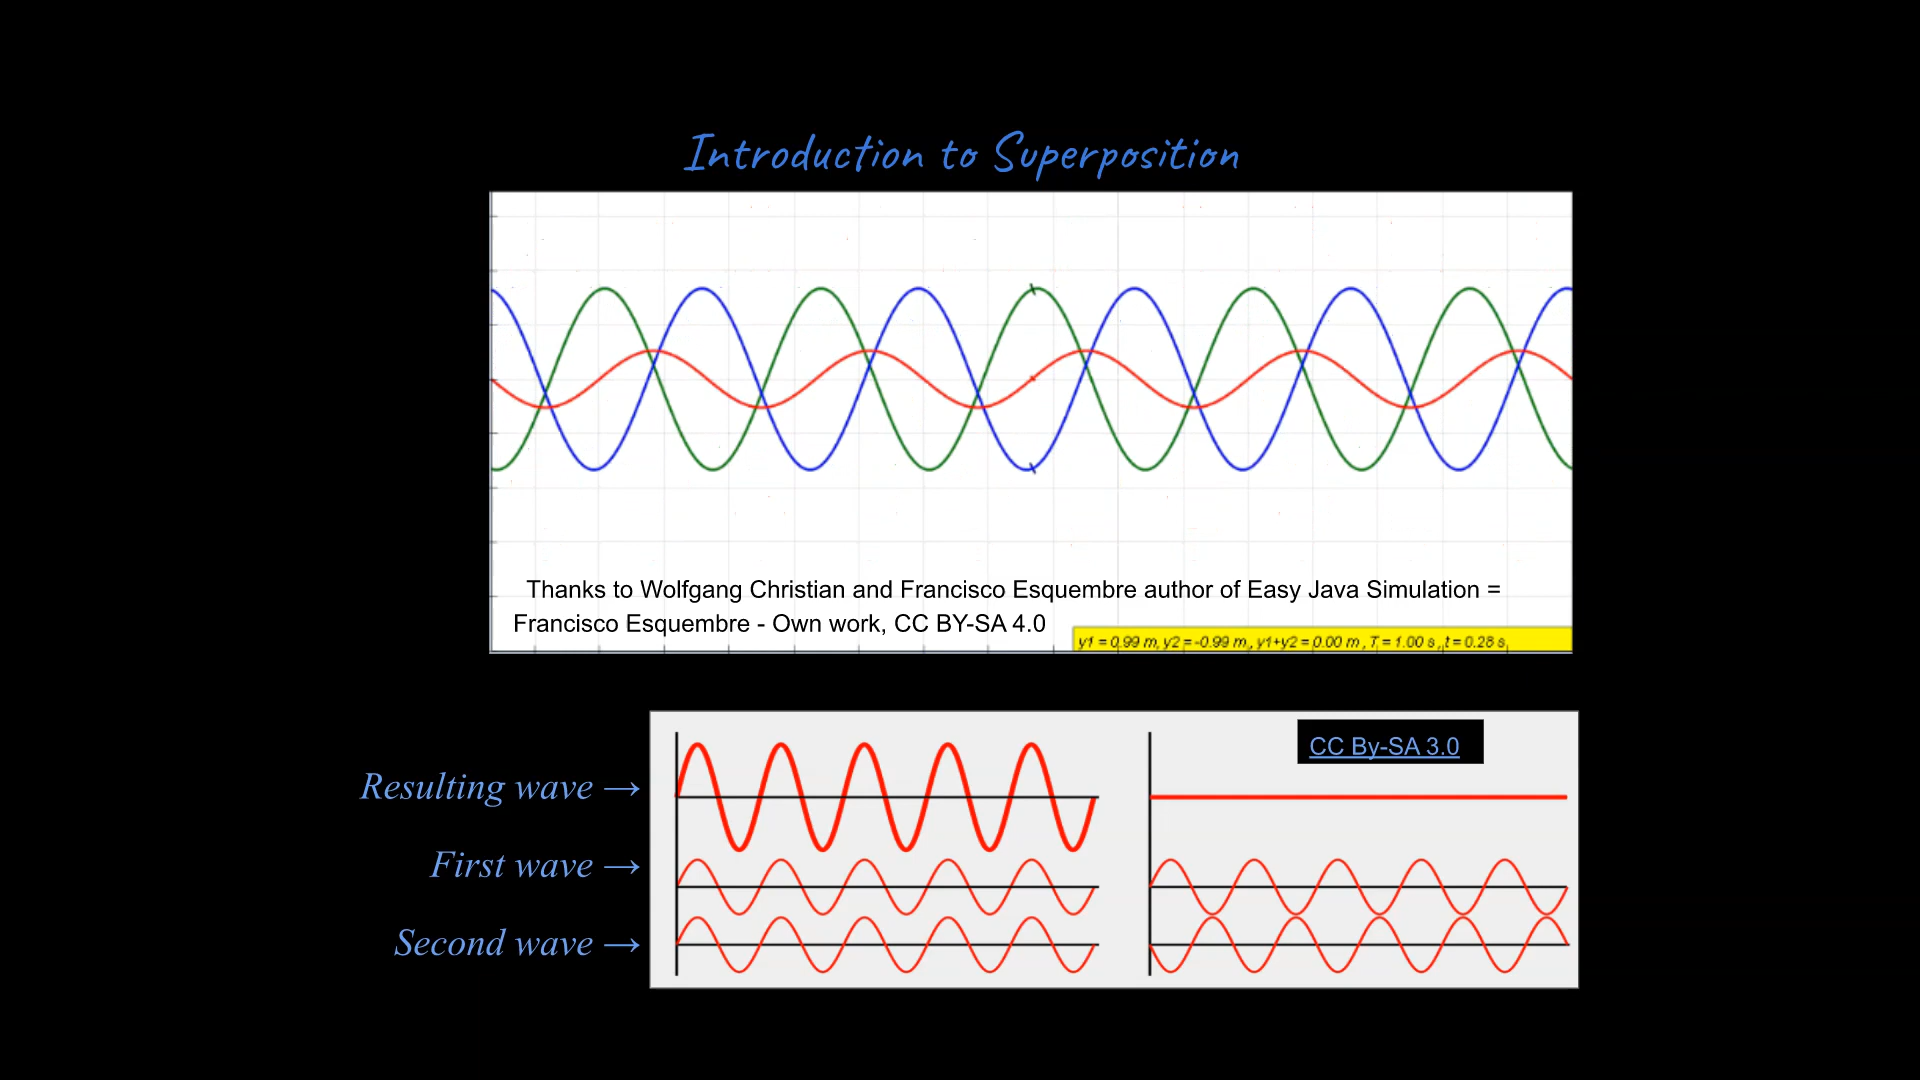 Introduction to Superposition
Thanks to Wolfgang Christian and Francisco Esquembre author of Easy Java Simulation =
Francisco Esquembre - Own work, CC BY-SA 4.0
y1 = 0.99 m, y2 = -0.99 m, y1+y2 = 0.00 m , T = 1.00 s , t = 0.28 s,
CC By-SA 3.0
Resulting wave →
First wave →
Second wave →